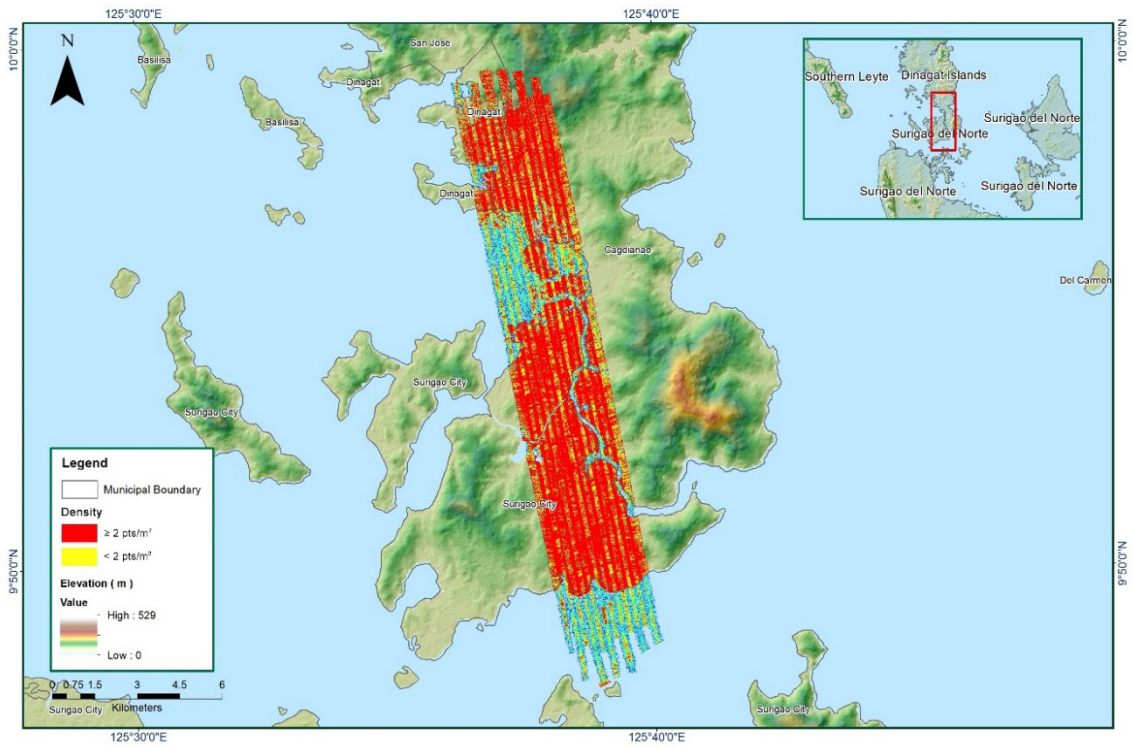 125°30'0"E
125°40'0"E
10°0'0"N
10°0'0"N
N
San Jose
Basilisa
Dinagat
Dinagat
Basilisa
Dinagat
Gagdianao
Del Carmen
Surigao City
Surigao City
Surigao City
Southern Leyte
Dinagat Islands
Surigao del Norte
Surigao del Norte
Surigao del Norte
Surigao del Norte
Legend
Municipal Boundary
Density
≥ 2 pts/m²
< 2 pts/m²
Elevation ( m )
Value
High : 529
Low : 0
0 0.75 1.5 3 4.5 6
Kilometers
Surigao City
Surigao City
9°50'0"N
9°50'0"N
125°30'0"E
125°40'0"E